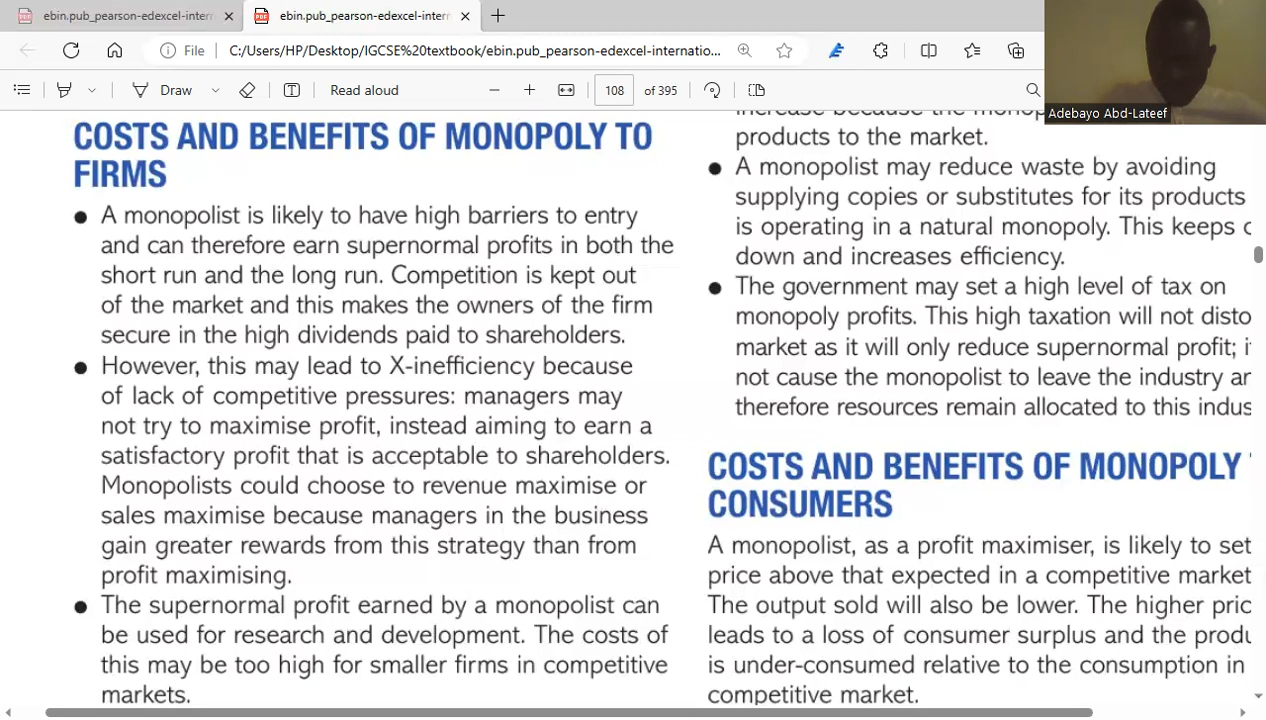 ebin.pub_pearson-edexcel-intern
ebin.pub_pearson-edexcel-intern
File
C:/Users/HP/Desktop/IGCSE%20textbook/ebin.pub_pearson-edexcel-internatio...
Draw
Read aloud
108
of 395
Adebayo Abd-Lateef
COSTS AND BENEFITS OF MONOPOLY TO
FIRMS
● A monopolist is likely to have high barriers to entry
and can therefore earn supernormal profits in both the
short run and the long run. Competition is kept out
of the market and this makes the owners of the firm
secure in the high dividends paid to shareholders.
● However, this may lead to X-inefficiency because
of lack of competitive pressures: managers may
not try to maximise profit, instead aiming to earn a
satisfactory profit that is acceptable to shareholders.
Monopolists could choose to revenue maximise or
sales maximise because managers in the business
gain greater rewards from this strategy than from
profit maximising.
● The supernormal profit earned by a monopolist can
be used for research and development. The costs of
this may be too high for smaller firms in competitive
markets.
increase because the monop
products to the market.
● A monopolist may reduce waste by avoiding
supplying copies or substitutes for its products
is operating in a natural monopoly. This keeps c
down and increases efficiency.
● The government may set a high level of tax on
monopoly profits. This high taxation will not disto
market as it will only reduce supernormal profit; i
not cause the monopolist to leave the industry ar
therefore resources remain allocated to this indus
COSTS AND BENEFITS OF MONOPOLY
CONSUMERS
A monopolist, as a profit maximiser, is likely to set
price above that expected in a competitive market
The output sold will also be lower. The higher pric
leads to a loss of consumer surplus and the produ
is under-consumed relative to the consumption in
competitive market.